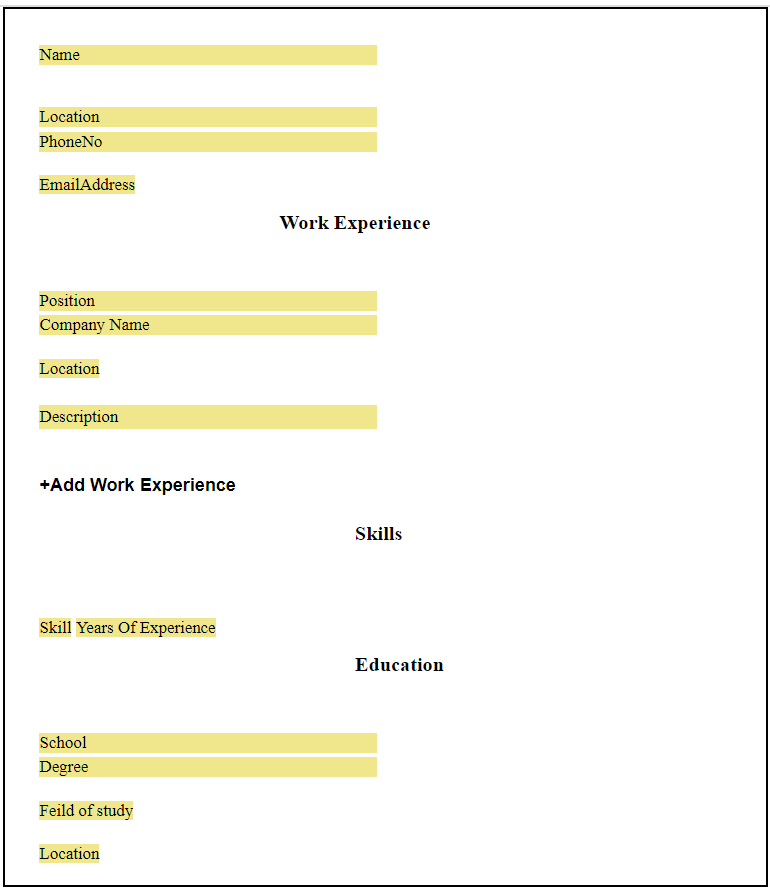 Name
Location
PhoneNo
EmailAddress
Work Experience
Position
Company Name
Location
Description
+Add Work Experience
Skills
Skill Years Of Experience
Education
School
Degree
Feild of study
Location